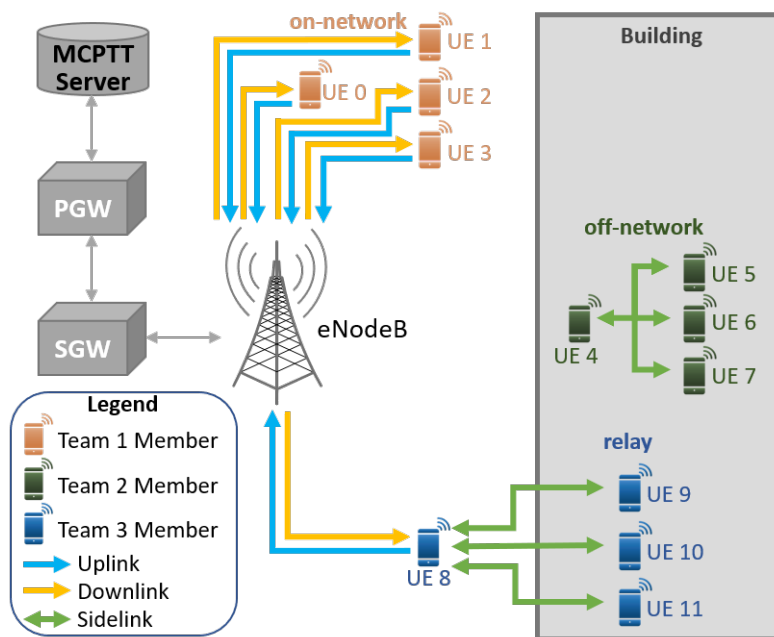 MCPTT
Server
PGW
SGW
eNodeB
on-network
UE 1
UE 0
UE 2
UE 3
Building
off-network
UE 5
UE 4
UE 6
UE 7
relay
UE 8
UE 9
UE 10
UE 11
Legend
Team 1 Member
Team 2 Member
Team 3 Member
Uplink
Downlink
Sidelink